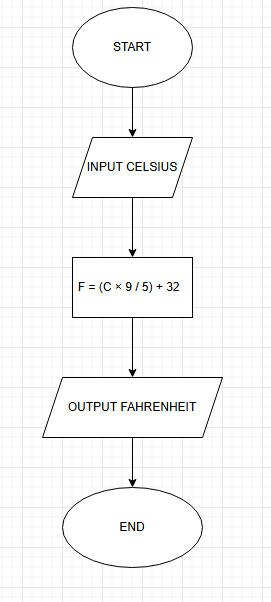 START
INPUT CELSIUS
F = (C × 9 / 5) + 32
OUTPUT FAHRENHEIT
END